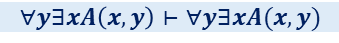 ∀y∃xA(x, y) ⊢ ∀y∃xA(x, y)